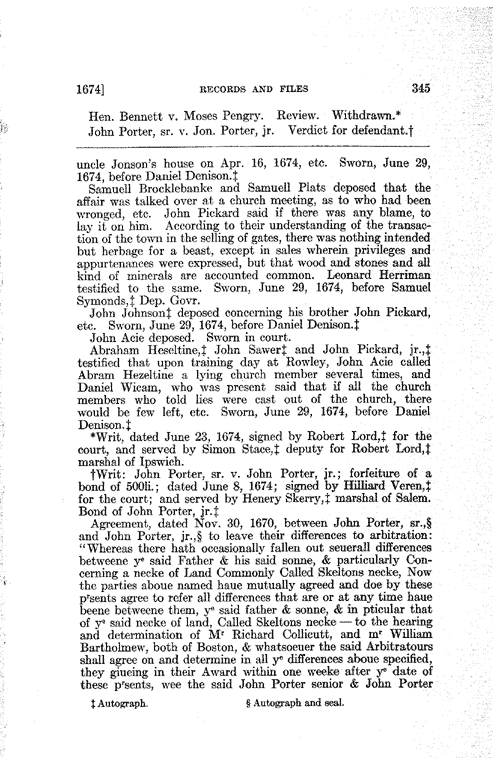 1674] RECORDS AND FILES 345
Hen. Bennett v. Moses Pengry. Review. Withdrawn.*
John Porter, sr. v. Jon. Porter, jr. Verdict for defendant.†
uncle Jonson's house on Apr. 16, 1674, etc. Sworn, June 29,
1674, before Daniel Denison.‡
Samuell Brocklebanke and Samuell Plats deposed that the
affair was talked over at a church meeting, as to who had been
wronged, etc. John Pickard said if there was any blame, to
lay it on him. According to their understanding of the transac-
tion of the town in the selling of gates, there was nothing intended
but herbage for a beast, except in sales wherein privileges and
appurtenances were expressed, but that wood and stones and all
kind of minerals are accounted common. Leonard Herriman
testified to the same. Sworn, June 29, 1674, before Samuel
Symonds,‡ Dep. Govr.
John Johnson‡ deposed concerning his brother John Pickard,
etc. Sworn, June 29, 1674, before Daniel Denison.‡
John Acie deposed. Sworn in court.
Abraham Heseltine,‡ John Sawer‡ and John Pickard, jr.,‡
testified that upon training day at Rowley, John Acie called
Abram Hezeltine a lying church member several times, and
Daniel Wicam, who was present said that if all the church
members who told lies were cast out of the church, there
would be few left, etc. Sworn, June 29, 1674, before Daniel
Denison.‡
*Writ, dated June 23, 1674, signed by Robert Lord,‡ for the
court, and served by Simon Stace,‡ deputy for Robert Lord,‡
marshal of Ipswich.
†Writ: John Porter, sr. v. John Porter, jr.; forfeiture of a
bond of 500li.; dated June 8, 1674; signed by Hilliard Veren,‡
for the court; and served by Henery Skerry,‡ marshal of Salem.
Bond of John Porter, jr.‡
Agreement, dated Nov. 30, 1670, between John Porter, sr.,§
and John Porter, jr.,§ to leave their differences to arbitration:
"Whereas there hath occasionally fallen out seuerall differences
betweene yᵉ said Father & his said sonne, & particularly Con-
cerning a necke of Land Commonly Called Skeltons necke, Now
the parties aboue named haue mutually agreed and doe by these
pʳsents agree to refer all differences that are or at any time haue
beene betweene them, yᵉ said father & sonne, & in pticular that
of yᵉ said necke of land, Called Skeltons necke — to the hearing
and determination of Mʳ Richard Collicutt, and mʳ William
Bartholmew, both of Boston, & whatsoeuer the said Arbitratours
shall agree on and determine in all yᵉ differences aboue specified,
they giueing in their Award within one weeke after yᵉ date of
these pʳsents, wee the said John Porter senior & John Porter
‡ Autograph. § Autograph and seal.